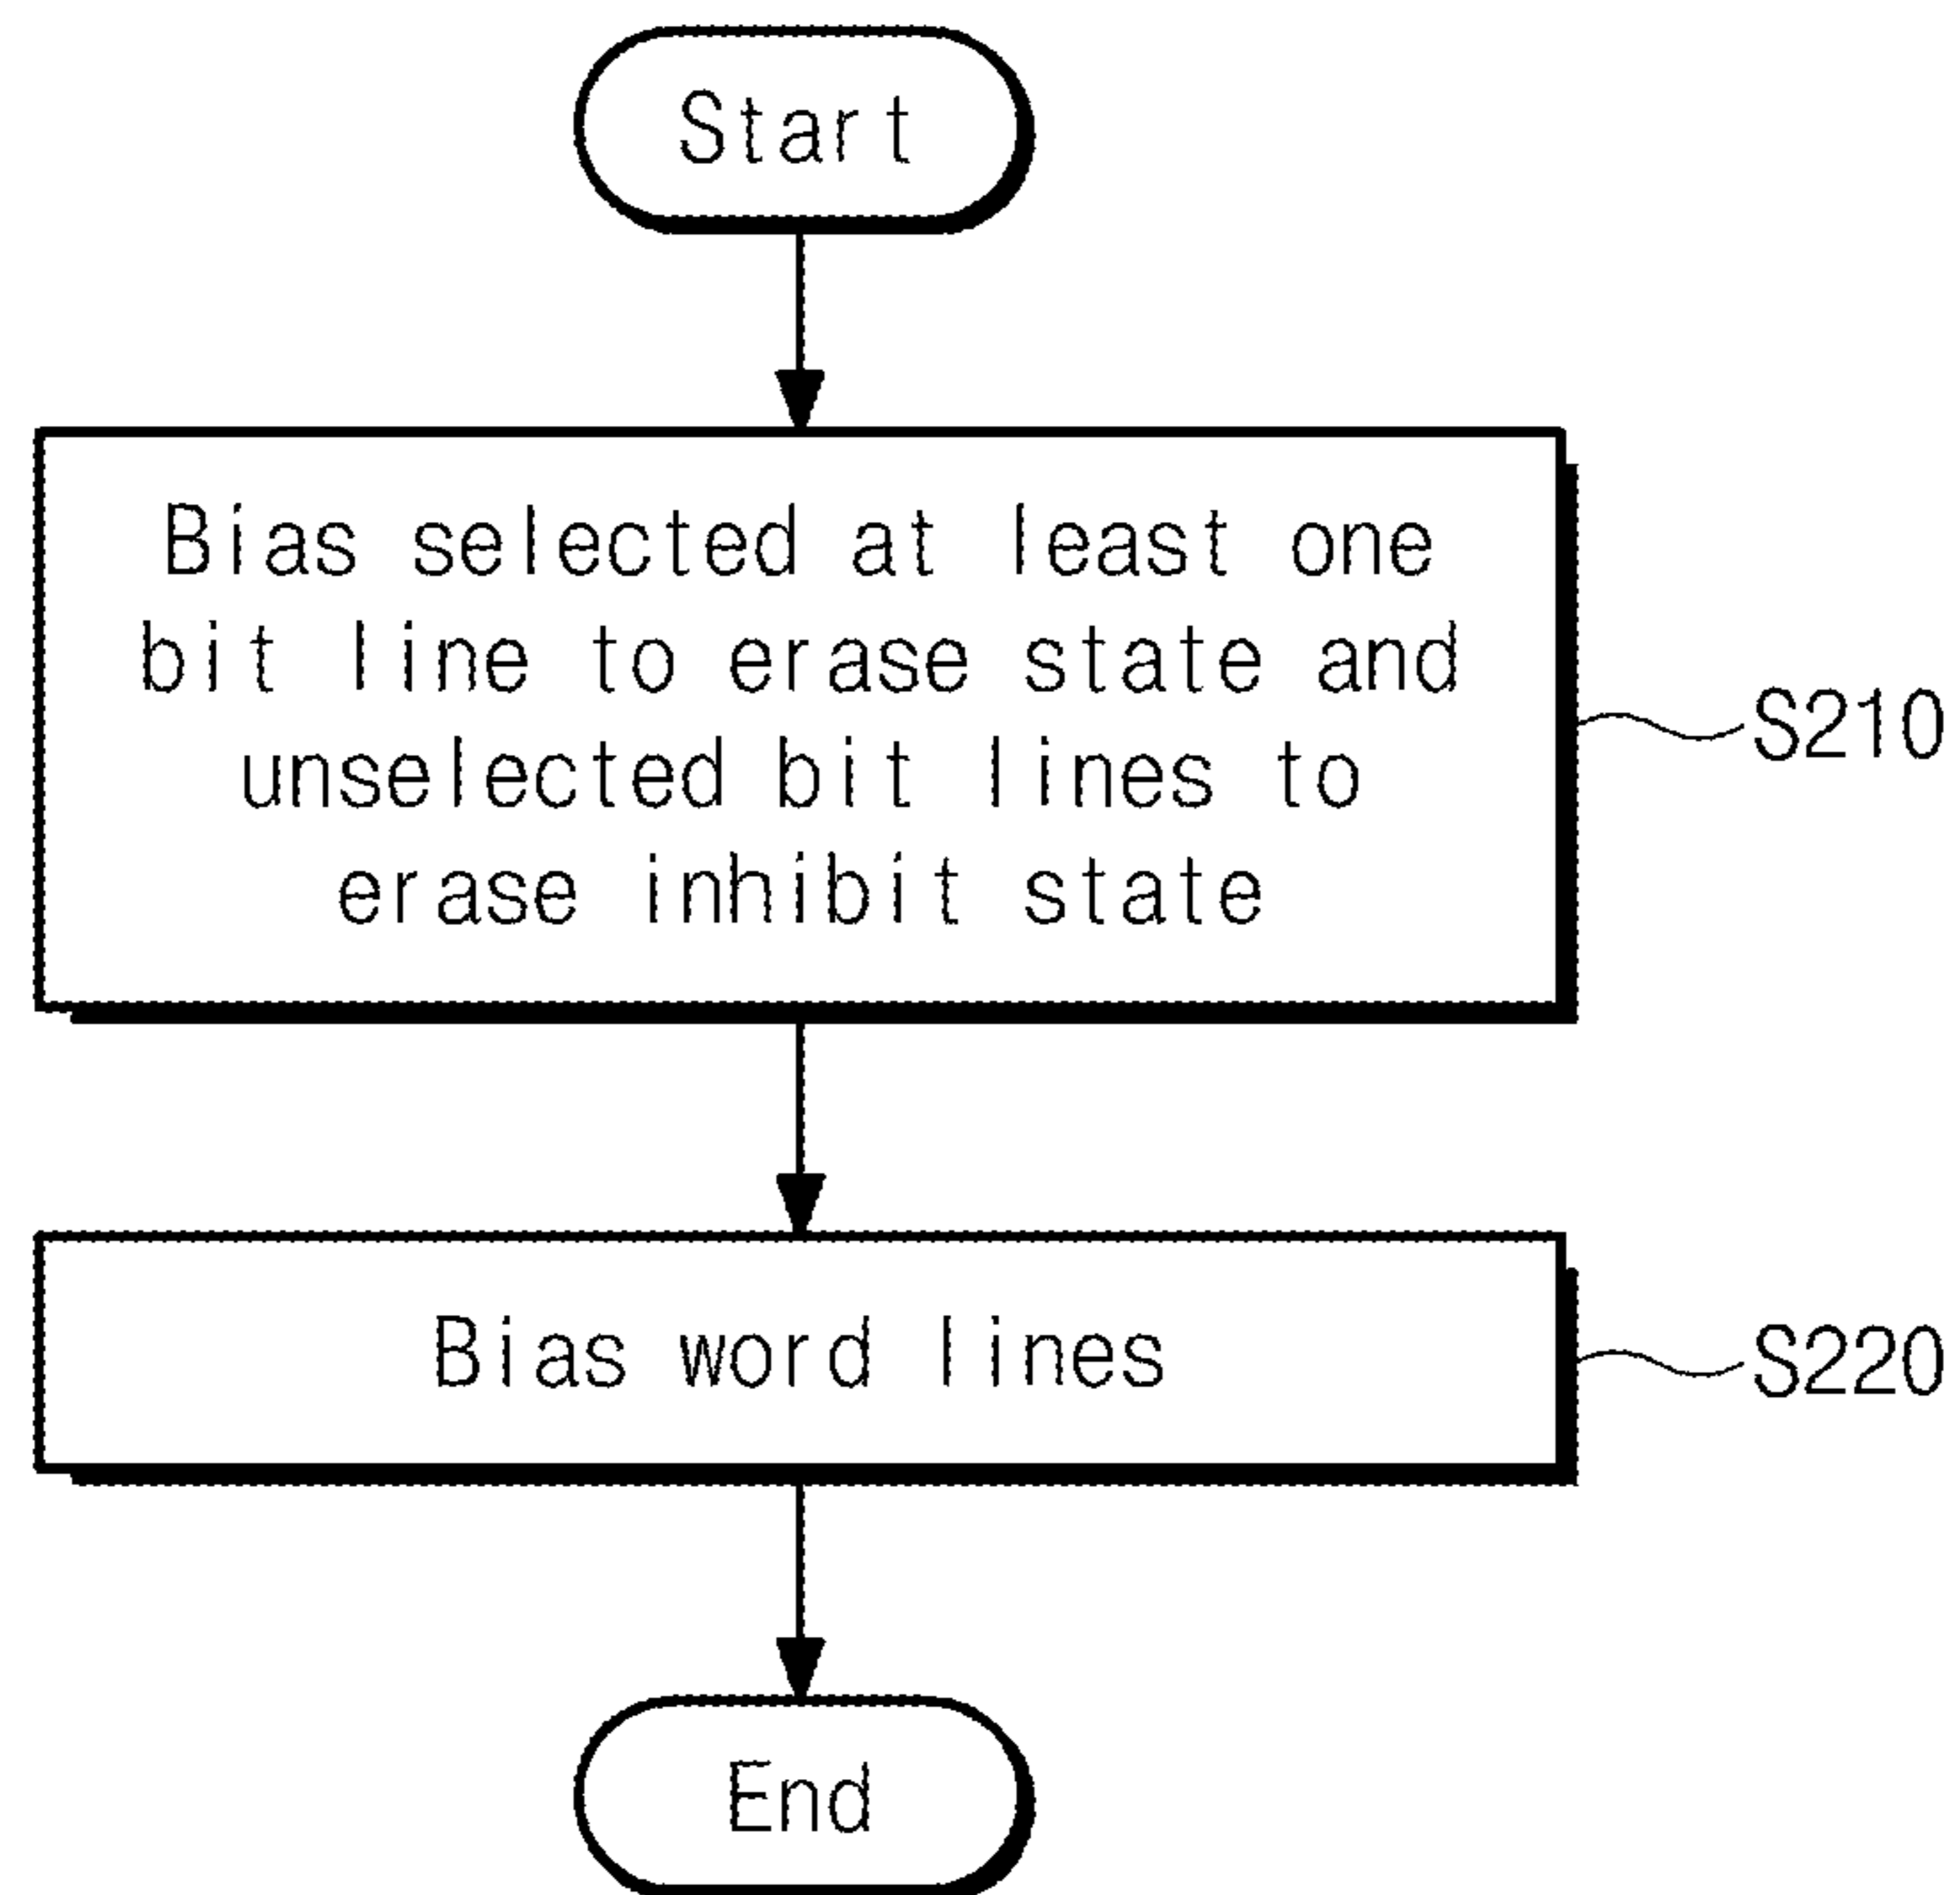 Start
Bias selected at least one
bit line to erase state and
unselected bit lines to
erase inhibit state
S210
Bias word lines
S220
End